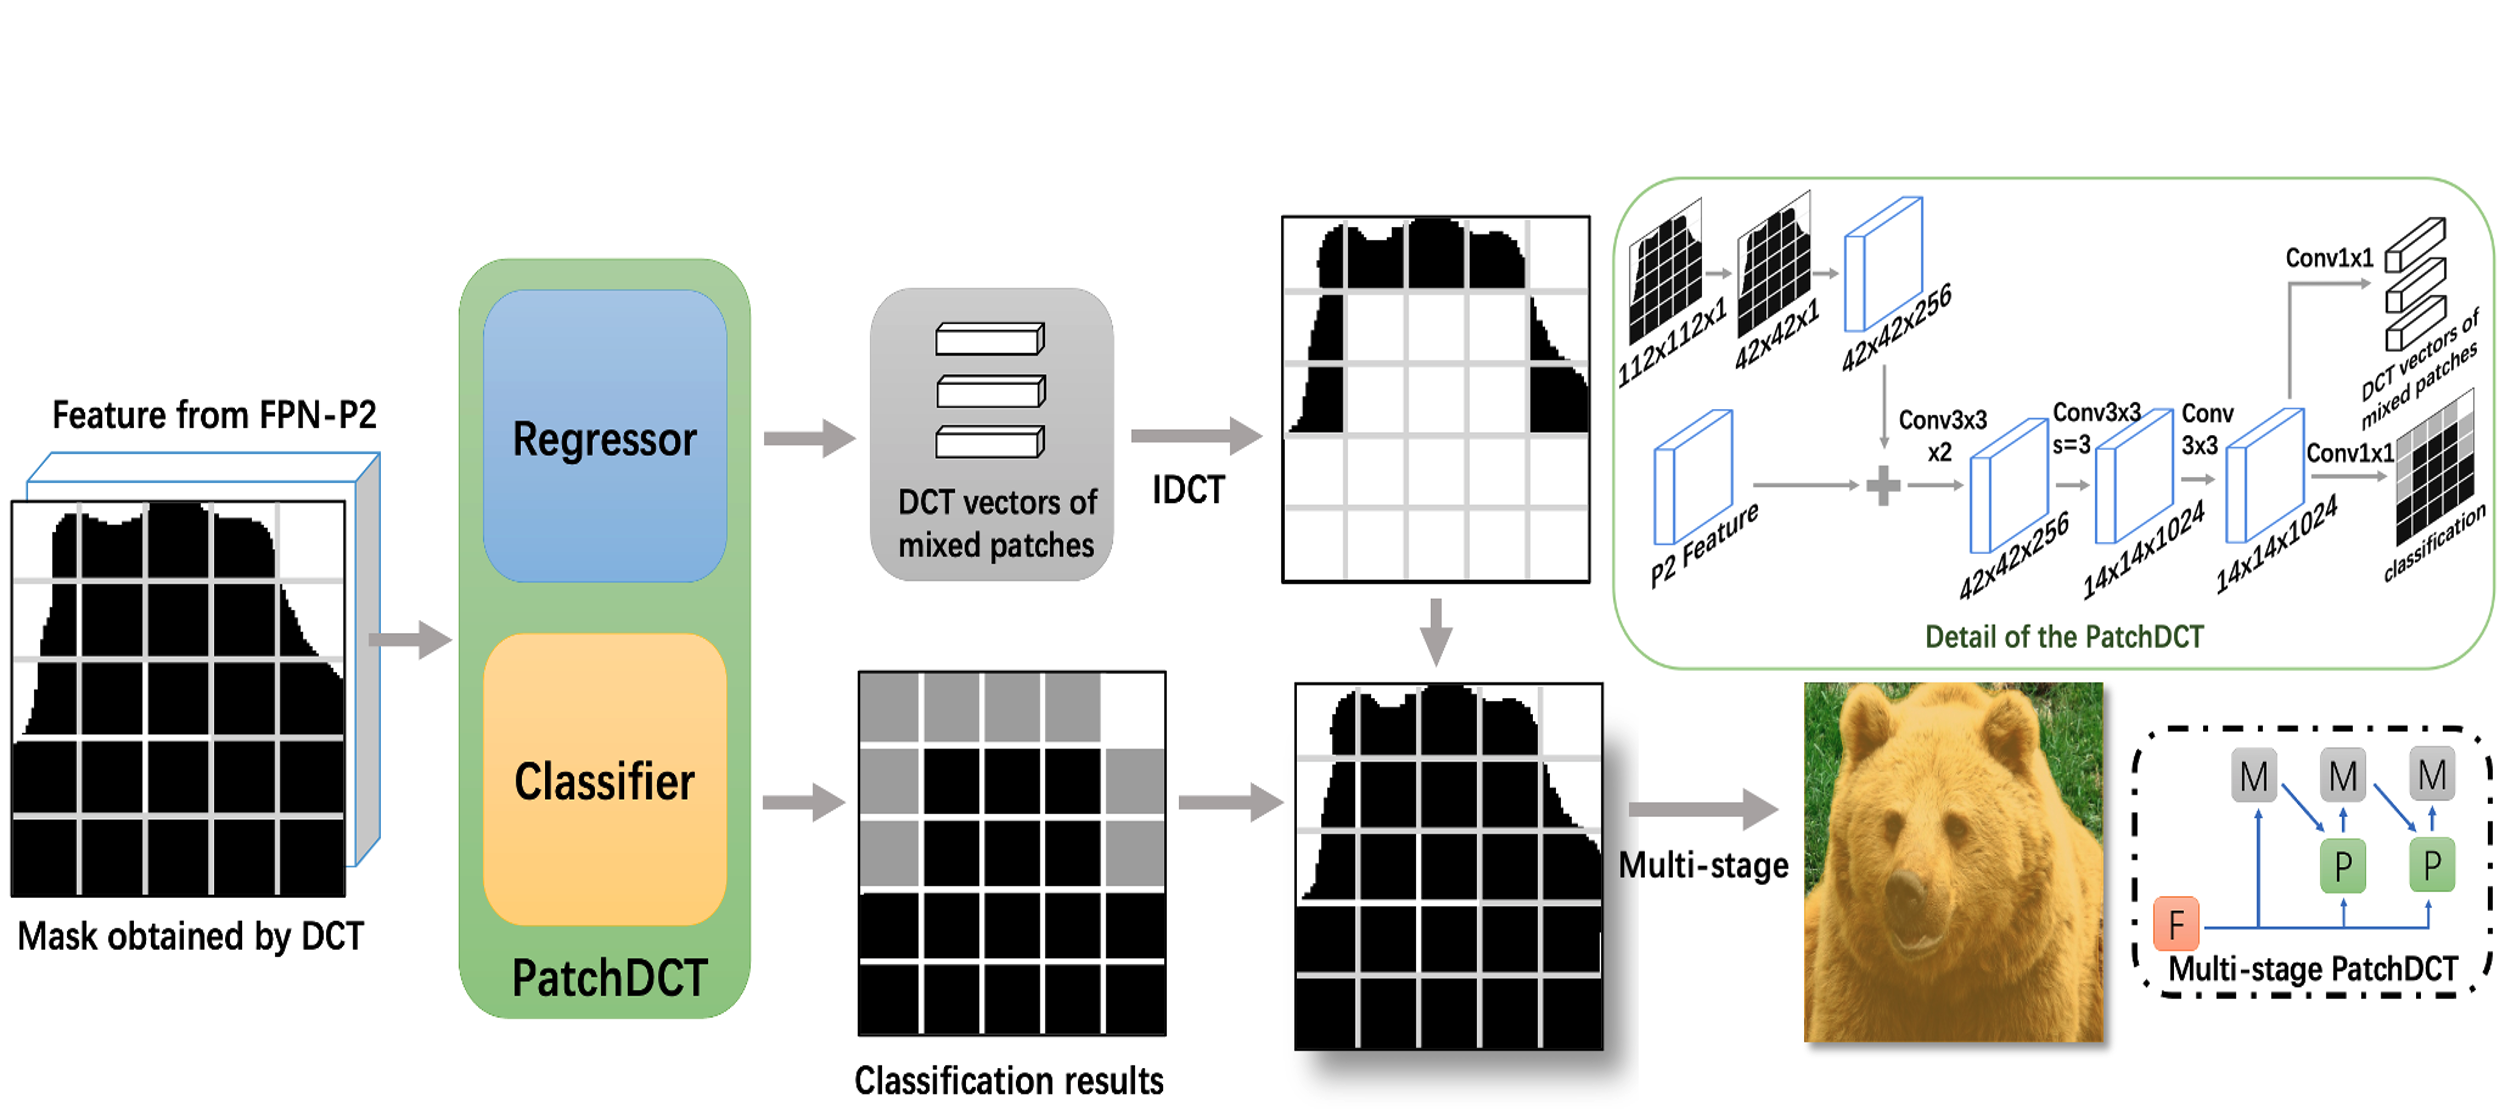 Feature from FPN-P2
Mask obtained by DCT
Regressor
Classifier
PatchDCT
DCT vectors of
mixed patches
IDCT
Classification results
Multi-stage
112x112x1
42x42x1
42x42x256
P2 Feature
Conv3x3
x2
42x42x256
Conv3x3
s=3
14x14x1024
Conv
3x3
14x14x1024
Conv1x1
DCT vectors of
mixed patches
Conv1x1
classification
Detail of the PatchDCT
M M M
P P
F
Multi-stage PatchDCT